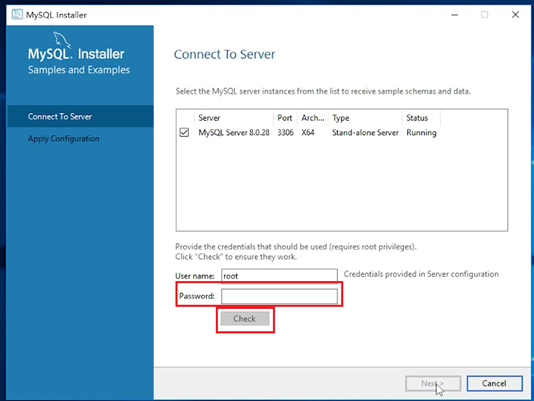 MySQL Installer
MySQL. Installer
Samples and Examples
Connect To Server
Apply Configuration
Connect To Server
Select the MySQL server instances from the list to receive sample schemas and data.
Server Port Arch... Type Status
MySQL Server 8.0.28 3306 X64 Stand-alone Server Running
Provide the credentials that should be used (requires root privileges).
Click "Check" to ensure they work.
User name: root Credentials provided in Server configuration
Password:
Check
Next > Cancel